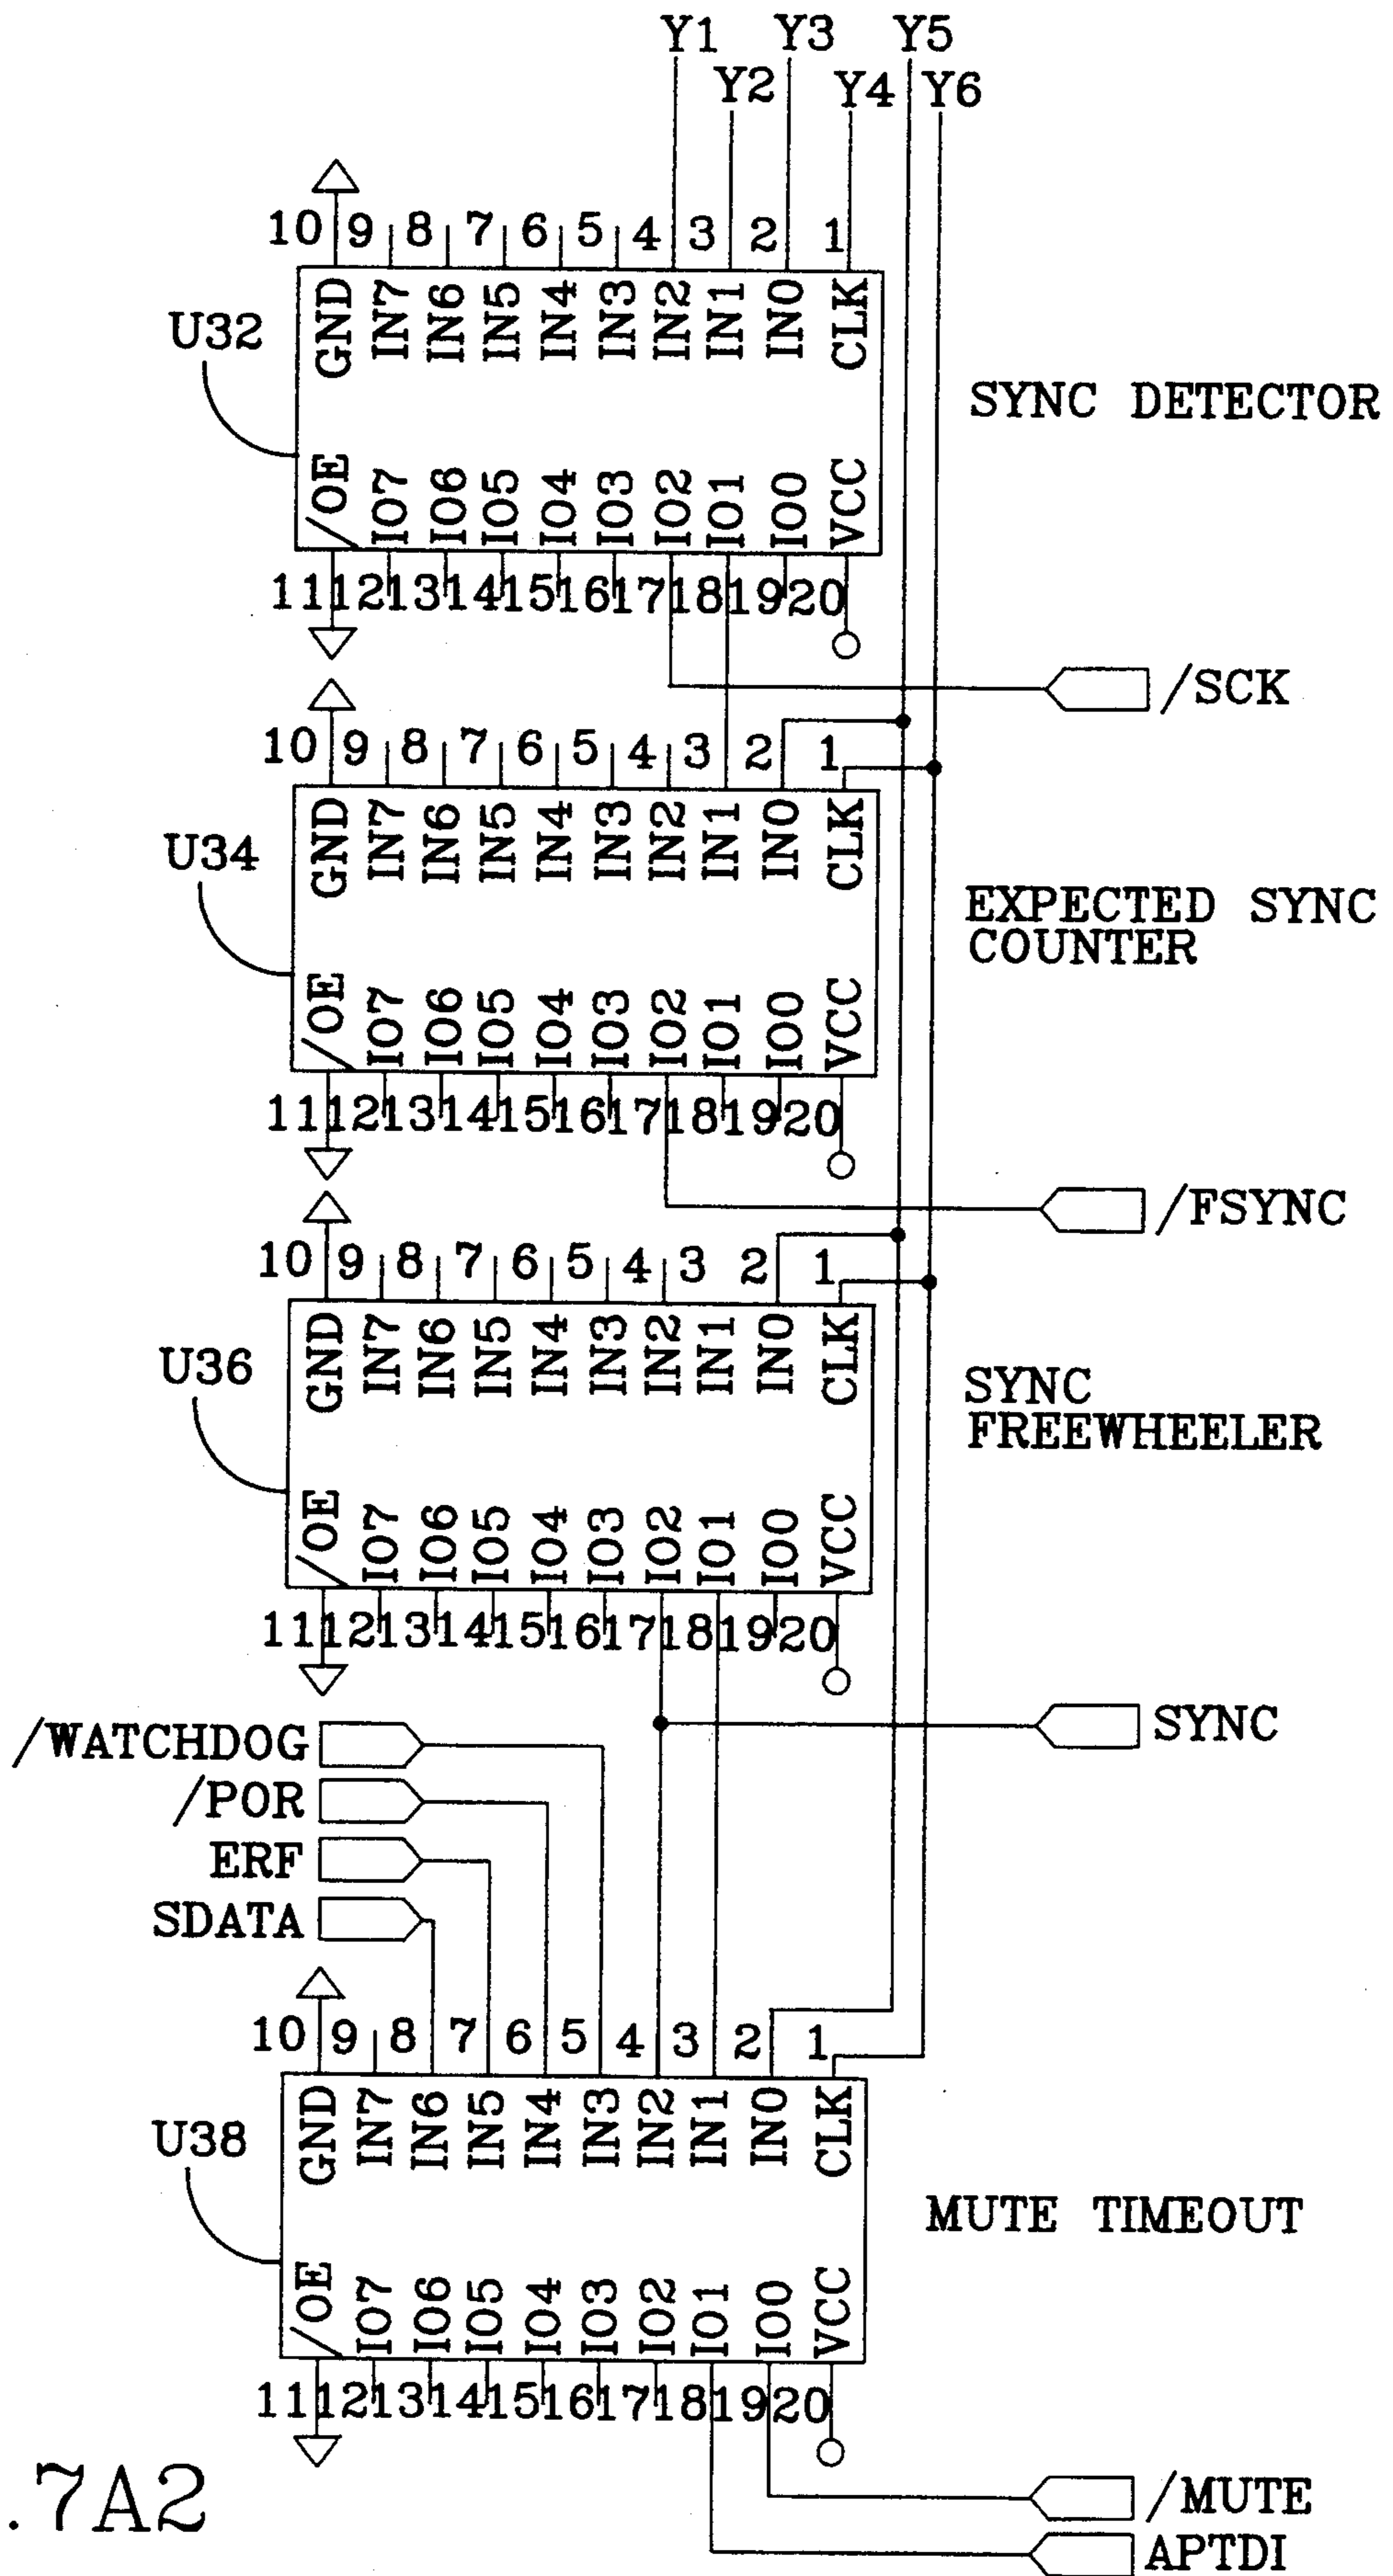 Y1 Y3 Y5
Y2 Y4 Y6
10 9 8 7 6 5 4 3 2 1
GND IN7 IN6 IN5 IN4 IN3 IN2 IN1 IN0 CLK
U32
SYNC DETECTOR
/OE IO7 IO6 IO5 IO4 IO3 IO2 IO1 IO0 VCC
11 12 13 14 15 16 17 18 19 20
/SCK
10 9 8 7 6 5 4 3 2 1
GND IN7 IN6 IN5 IN4 IN3 IN2 IN1 IN0 CLK
U34
EXPECTED SYNC
COUNTER
/OE IO7 IO6 IO5 IO4 IO3 IO2 IO1 IO0 VCC
11 12 13 14 15 16 17 18 19 20
/FSYNC
10 9 8 7 6 5 4 3 2 1
GND IN7 IN6 IN5 IN4 IN3 IN2 IN1 IN0 CLK
U36
SYNC
FREEWHEELER
/OE IO7 IO6 IO5 IO4 IO3 IO2 IO1 IO0 VCC
11 12 13 14 15 16 17 18 19 20
SYNC
/WATCHDOG
/POR
ERF
SDATA
10 9 8 7 6 5 4 3 2 1
GND IN7 IN6 IN5 IN4 IN3 IN2 IN1 IN0 CLK
U38
MUTE TIMEOUT
/OE IO7 IO6 IO5 IO4 IO3 IO2 IO1 IO0 VCC
11 12 13 14 15 16 17 18 19 20
/MUTE
APTDI
.7A2